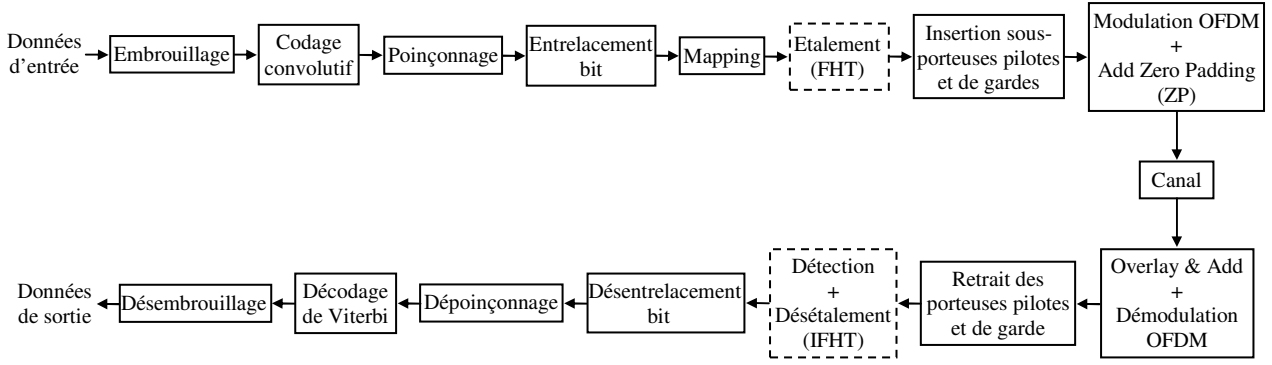 Données
d'entrée
Embrouillage
Codage
convolutif
Poinçonnage
Entrelacement
bit
Mapping
Etalement
(FHT)
Insertion sous-
porteuses pilotes
et de gardes
Modulation OFDM
+
Add Zero Padding
(ZP)
Canal
Overlay & Add
+
Démodulation
OFDM
Retrait des
porteuses pilotes
et de garde
Détection
+
Désétalement
(IFHT)
Désentrelacement
bit
Dépoinçonnage
Décodage
de Viterbi
Désembrouillage
Données
de sortie